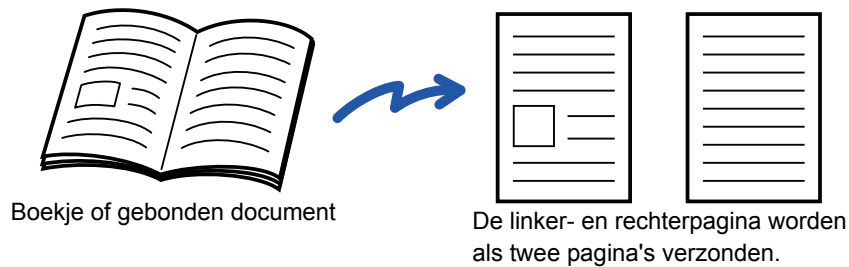 Boekje of gebonden document
De linker- en rechterpagina worden
als twee pagina's verzonden.